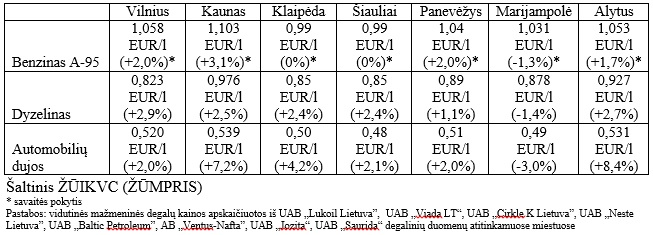 Vilnius Kaunas Klaipėda Šiauliai Panevėžys Marijampolė Alytus
Benzinas A-95 1,058 EUR/l (+2,0%)* 1,103 EUR/l (+3,1%)* 0,99 EUR/l (0%)* 0,99 EUR/l (0%)* 1,04 EUR/l (+2,0%)* 1,031 EUR/l (-1,3%)* 1,053 EUR/l (+1,7%)*
Dyzelinas 0,823 EUR/l (+2,9%) 0,976 EUR/l (+2,5%) 0,85 EUR/l (+2,4%) 0,85 EUR/l (+2,4%) 0,89 EUR/l (+1,1%) 0,878 EUR/l (-1,4%) 0,927 EUR/l (+2,7%)
Automobilių dujos 0,520 EUR/l (+2,0%) 0,539 EUR/l (+7,2%) 0,50 EUR/l (+4,2%) 0,48 EUR/l (+2,1%) 0,51 EUR/l (+2,0%) 0,49 EUR/l (-3,0%) 0,531 EUR/l (+8,4%)
Šaltinis ŽŪIKVC (ŽŪMPRIS)
* savaitės pokytis
Pastabos: vidutinės mažmeninės degalų kainos apskaičiuotos iš UAB „Lukoil Lietuva”, UAB „Viada LT“, UAB „Cirkle K Lietuva”, UAB „Neste
Lietuva”, UAB „Baltic Petroleum”, AB „Ventus-Nafta”, UAB „Jozita”, UAB „Saurida” degalinių duomenų atitinkamuose miestuose